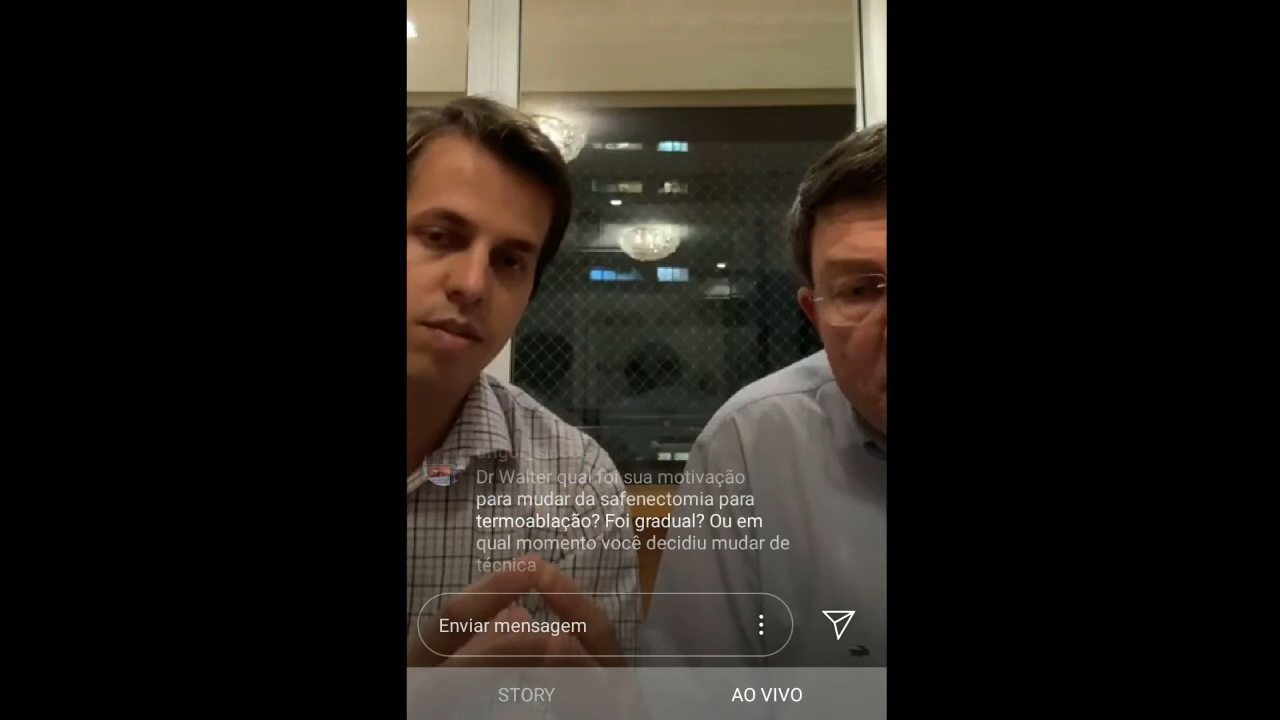 Dr Walter qual foi sua motivação
para mudar da safenectomia para
termoablação? Foi gradual? Ou em
qual momento você decidiu mudar de
técnica
Enviar mensagem
STORY
AO VIVO